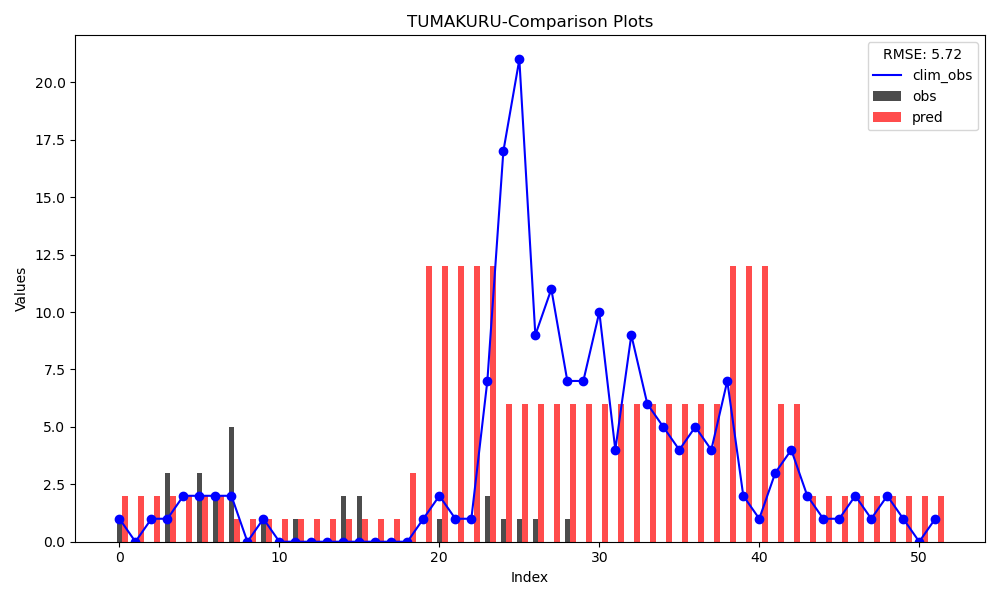 TUMAKURU-Comparison Plots
RMSE: 5.72
clim_obs
obs
pred
Values
20.0
17.5
15.0
12.5
10.0
7.5
5.0
2.5
0.0
0 10 20 30 40 50
Index